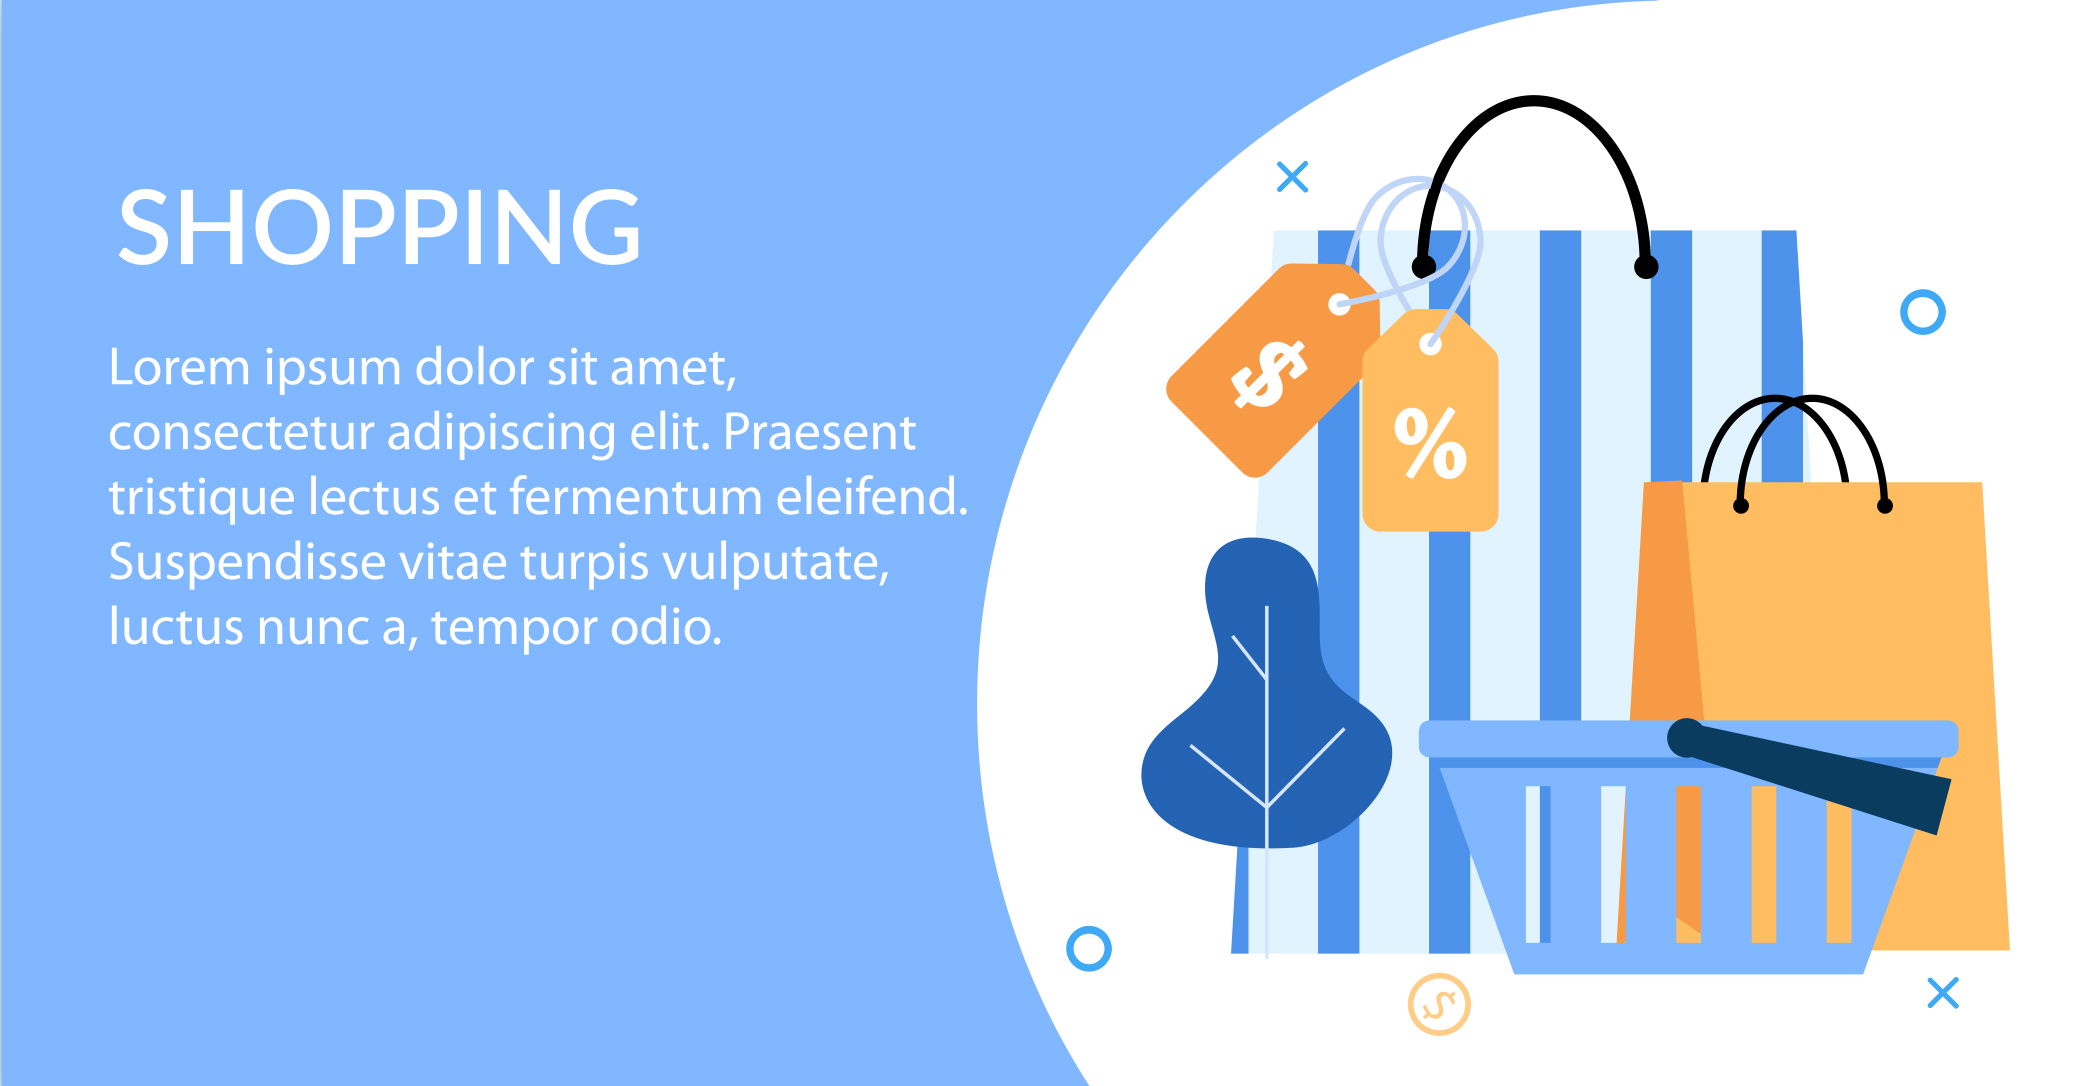 SHOPPING
Lorem ipsum dolor sit amet,
consectetur adipiscing elit. Praesent
tristique lectus et fermentum eleifend.
Suspendisse vitae turpis vulputate,
luctus nunc a, tempor odio.
$
%
$